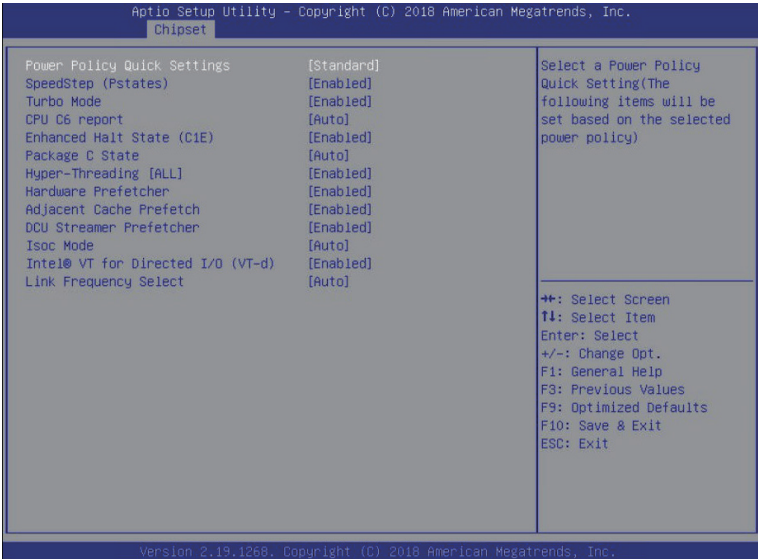 Aptio Setup Utility – Copyright (C) 2018 American Megatrends, Inc.
Chipset
Power Policy Quick Settings [Standard]
SpeedStep (Pstates) [Enabled]
Turbo Mode [Enabled]
CPU C6 report [Auto]
Enhanced Halt State (C1E) [Enabled]
Package C State [Auto]
Hyper-Threading [ALL] [Enabled]
Hardware Prefetcher [Enabled]
Adjacent Cache Prefetch [Enabled]
DCU Streamer Prefetcher [Enabled]
Isoc Mode [Auto]
Intel® VT for Directed I/O (VT-d) [Enabled]
Link Frequency Select [Auto]
Select a Power Policy
Quick Setting(The
following items will be
set based on the selected
power policy)
→←: Select Screen
↑↓: Select Item
Enter: Select
+/-: Change Opt.
F1: General Help
F3: Previous Values
F9: Optimized Defaults
F10: Save & Exit
ESC: Exit
Version 2.19.1268. Copyright (C) 2018 American Megatrends, Inc.